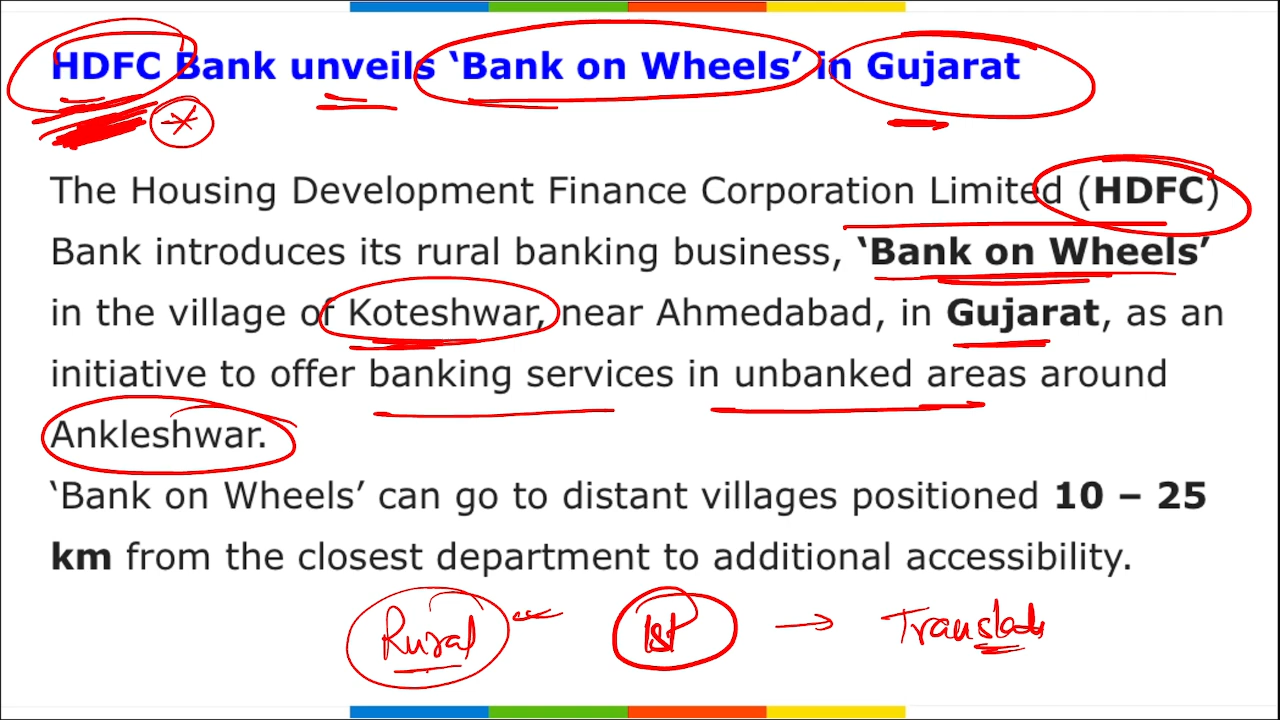 HDFC Bank unveils ‘Bank on Wheels’ in Gujarat
The Housing Development Finance Corporation Limited (HDFC)
Bank introduces its rural banking business, ‘Bank on Wheels’
in the village of Koteshwar, near Ahmedabad, in Gujarat, as an
initiative to offer banking services in unbanked areas around
Ankleshwar.
‘Bank on Wheels’ can go to distant villages positioned 10 – 25
km from the closest department to additional accessibility.
Rural 1st →